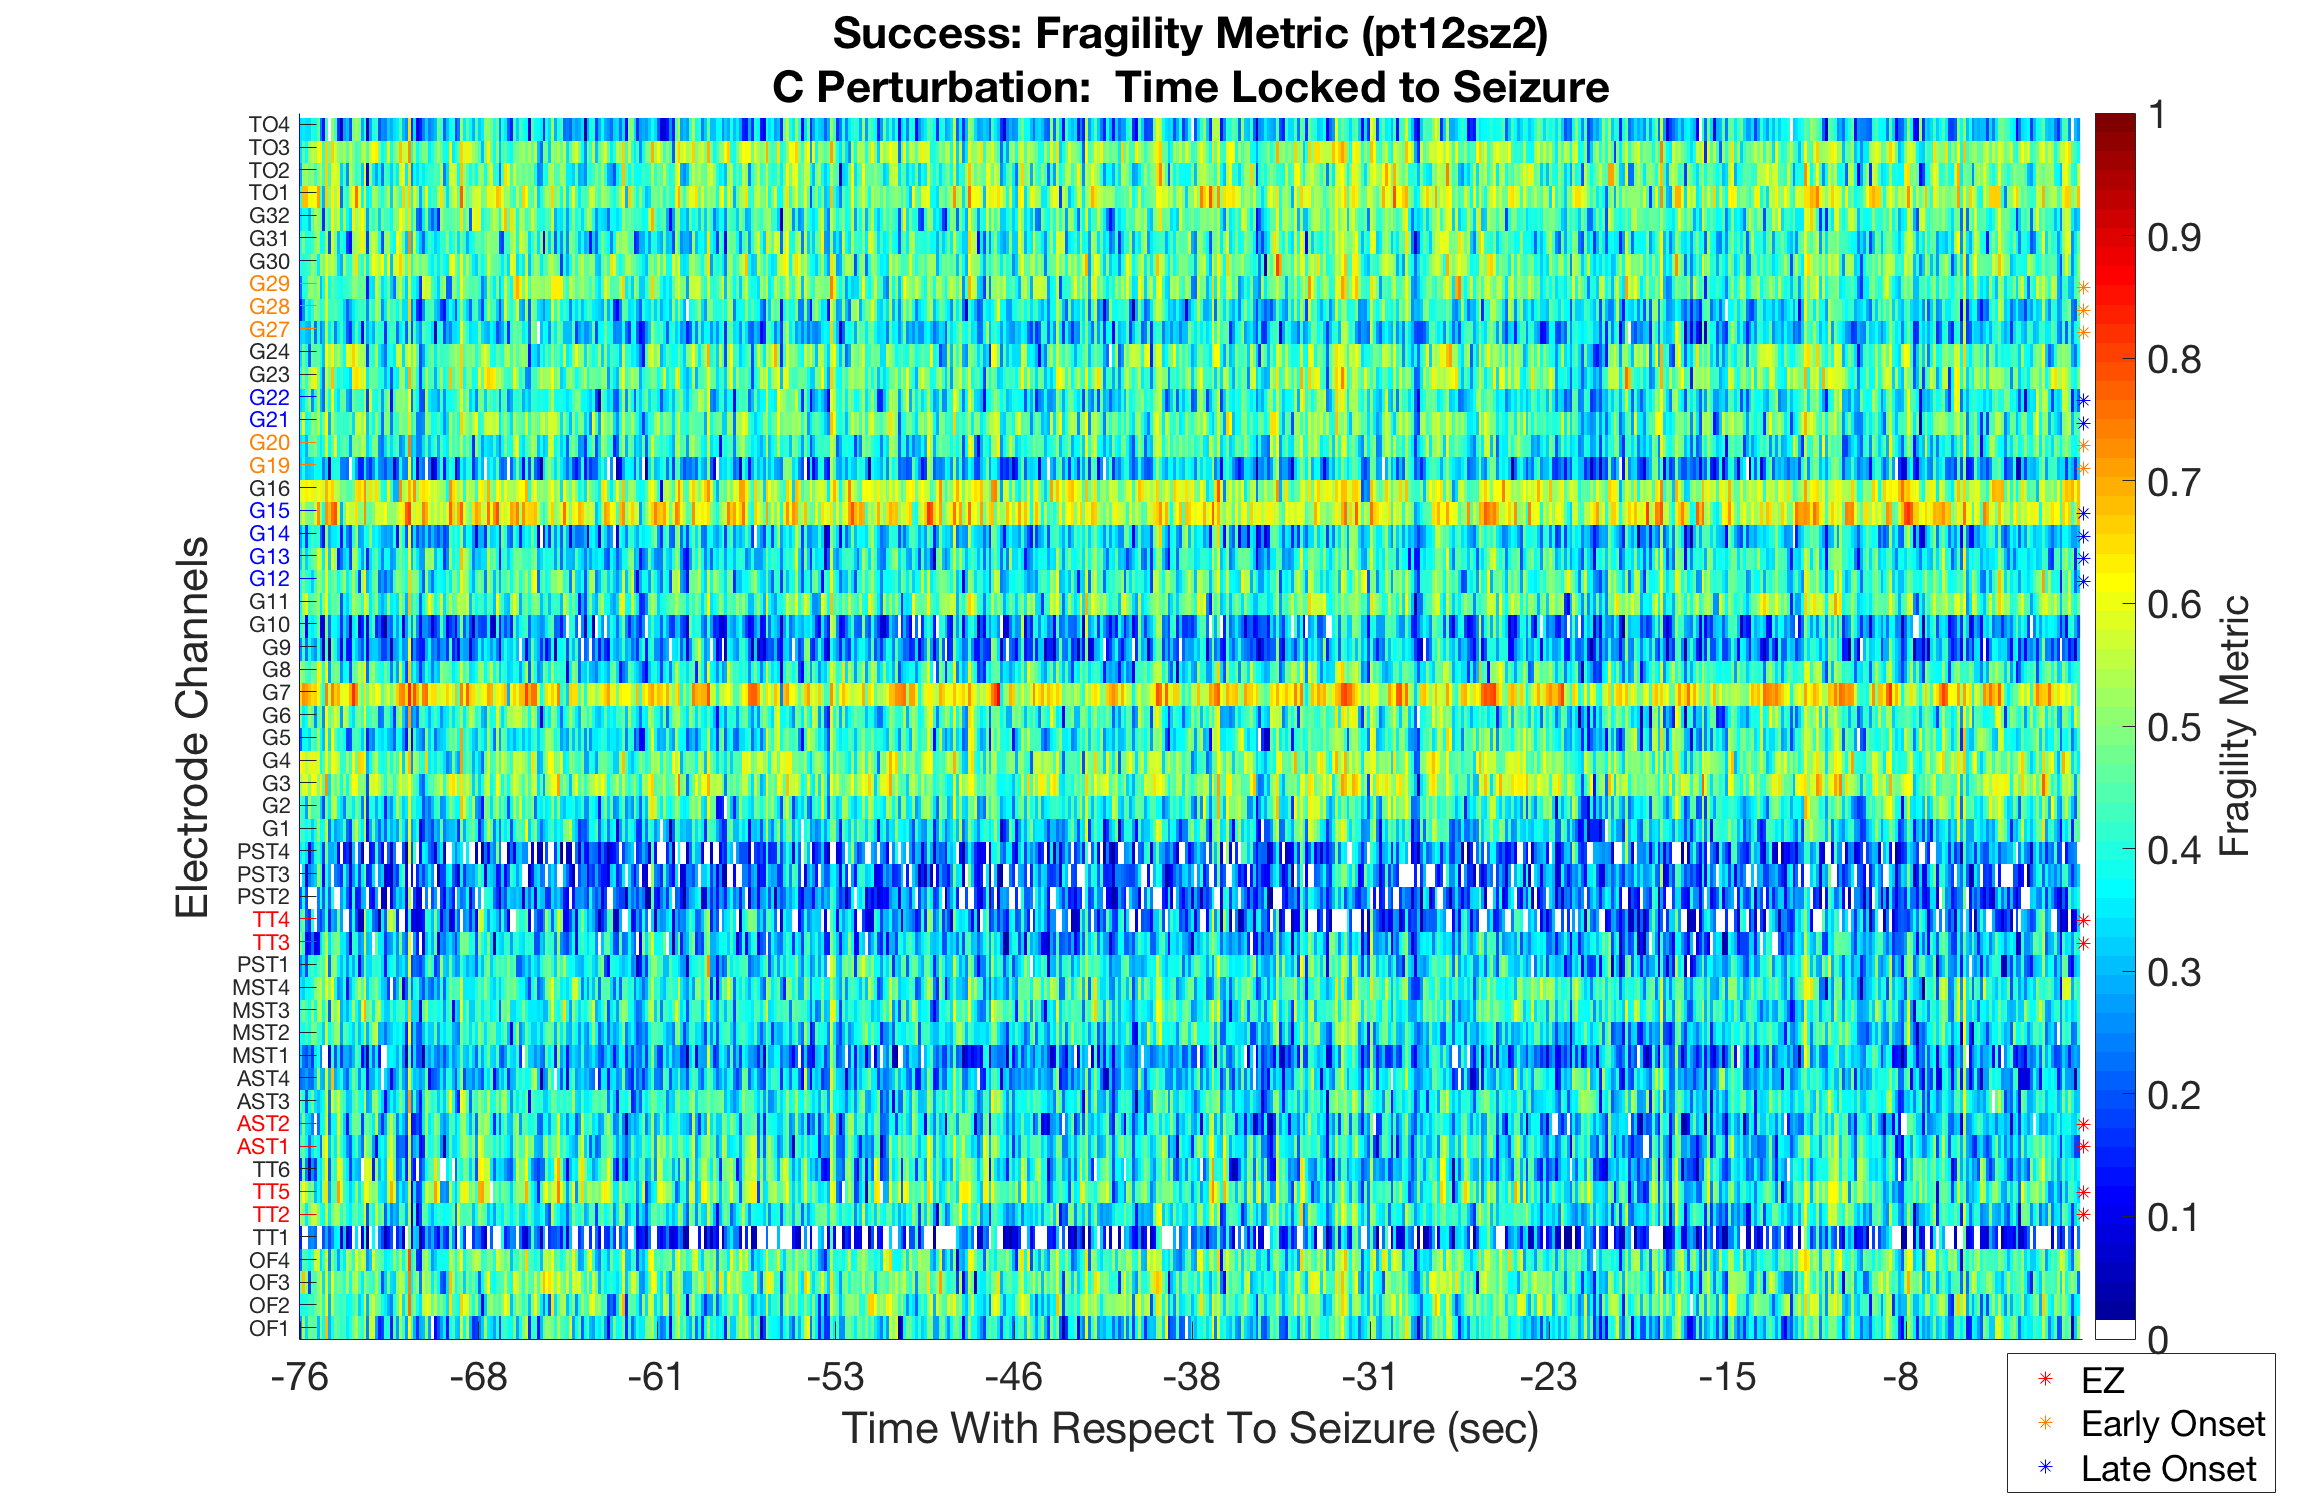 Success: Fragility Metric (pt12sz2)
C Perturbation:  Time Locked to Seizure
Electrode Channels
TO4
TO3
TO2
TO1
G32
G31
G30
G29
G28
G27
G24
G23
G22
G21
G20
G19
G16
G15
G14
G13
G12
G11
G10
G9
G8
G7
G6
G5
G4
G3
G2
G1
PST4
PST3
PST2
TT4
TT3
PST1
MST4
MST3
MST2
MST1
AST4
AST3
AST2
AST1
TT6
TT5
TT2
TT1
OF4
OF3
OF2
OF1
-76 -68 -61 -53 -46 -38 -31 -23 -15 -8
Time With Respect To Seizure (sec)
1
0.9
0.8
0.7
0.6
0.5
0.4
0.3
0.2
0.1
0
Fragility Metric
EZ
Early Onset
Late Onset